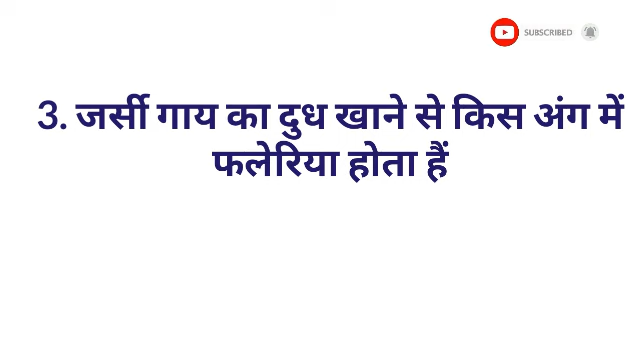 SUBSCRIBED
3. जर्सी गाय का दुध खाने से किस अंग में
फलेरिया होता हैं